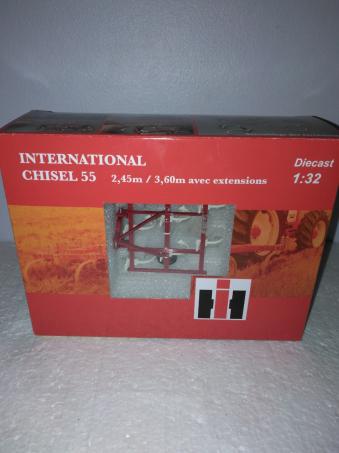 INTERNATIONAL
CHISEL 55 2,45m / 3,60m avec extensions
Diecast
1:32